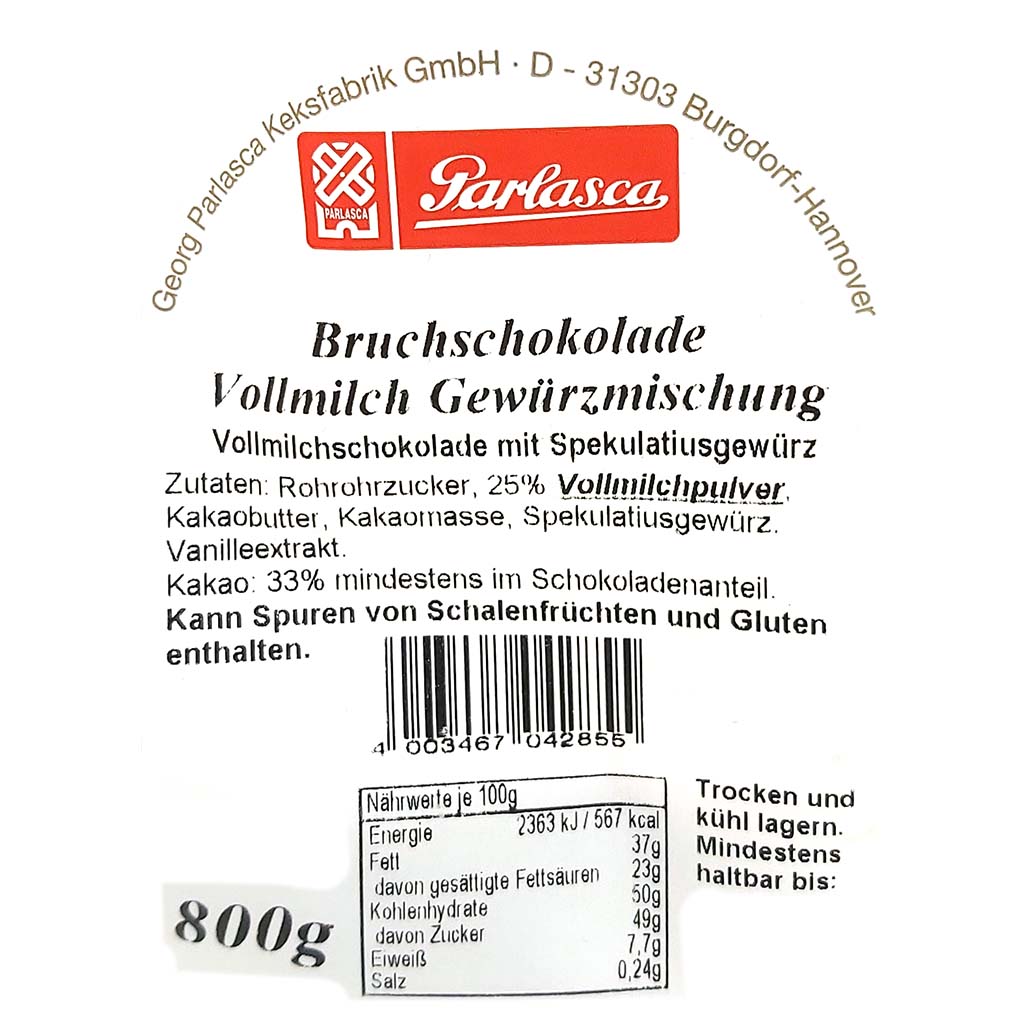 Georg Parlasca Keksfabrik GmbH · D - 31303 Burgdorf-Hannover
PARLASCA
Parlasca
Bruchschokolade
Vollmilch Gewürzmischung
Vollmilchschokolade mit Spekulatiusgewürz
Zutaten: Rohrohrzucker, 25% Vollmilchpulver,
Kakaobutter, Kakaomasse, Spekulatiusgewürz.
Vanilleextrakt.
Kakao: 33% mindestens im Schokoladenanteil.
Kann Spuren von Schalenfrüchten und Gluten
enthalten.
4 003467 042855
Nährwerte je 100g
Energie 2363 kJ / 567 kcal
Fett 37g
davon gesättigte Fettsäuren 23g
Kohlenhydrate 50g
davon Zucker 49g
Eiweiß 7,7g
Salz 0,24g
Trocken und
kühl lagern.
Mindestens
haltbar bis:
800g